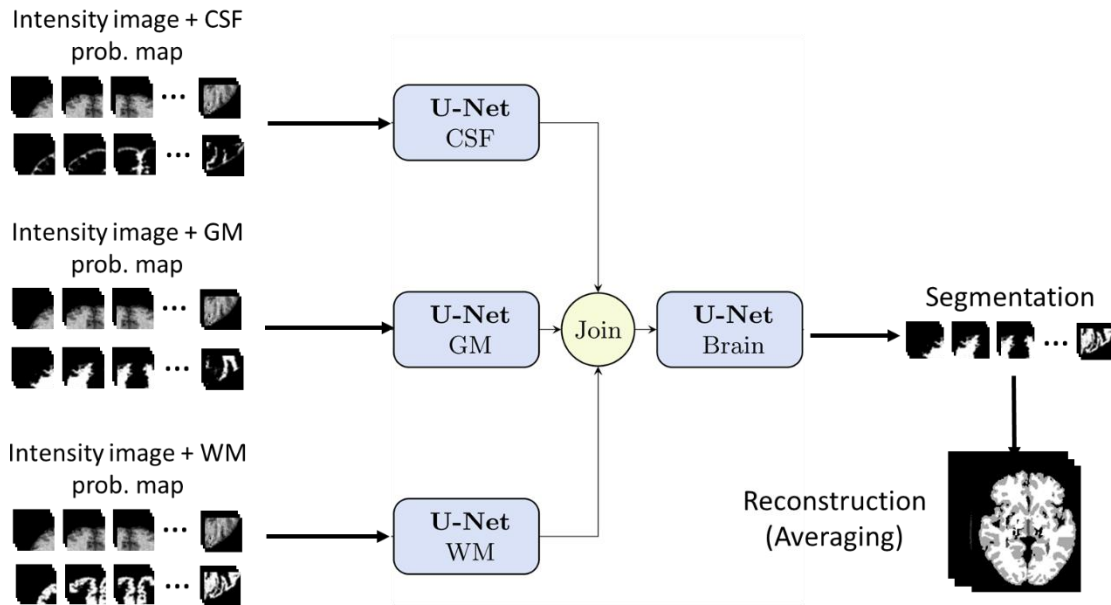 Intensity image + CSF
prob. map
...
...
U-Net
CSF
Intensity image + GM
prob. map
...
...
U-Net
GM
Join
U-Net
Brain
Segmentation
...
Intensity image + WM
prob. map
...
...
U-Net
WM
Reconstruction
(Averaging)